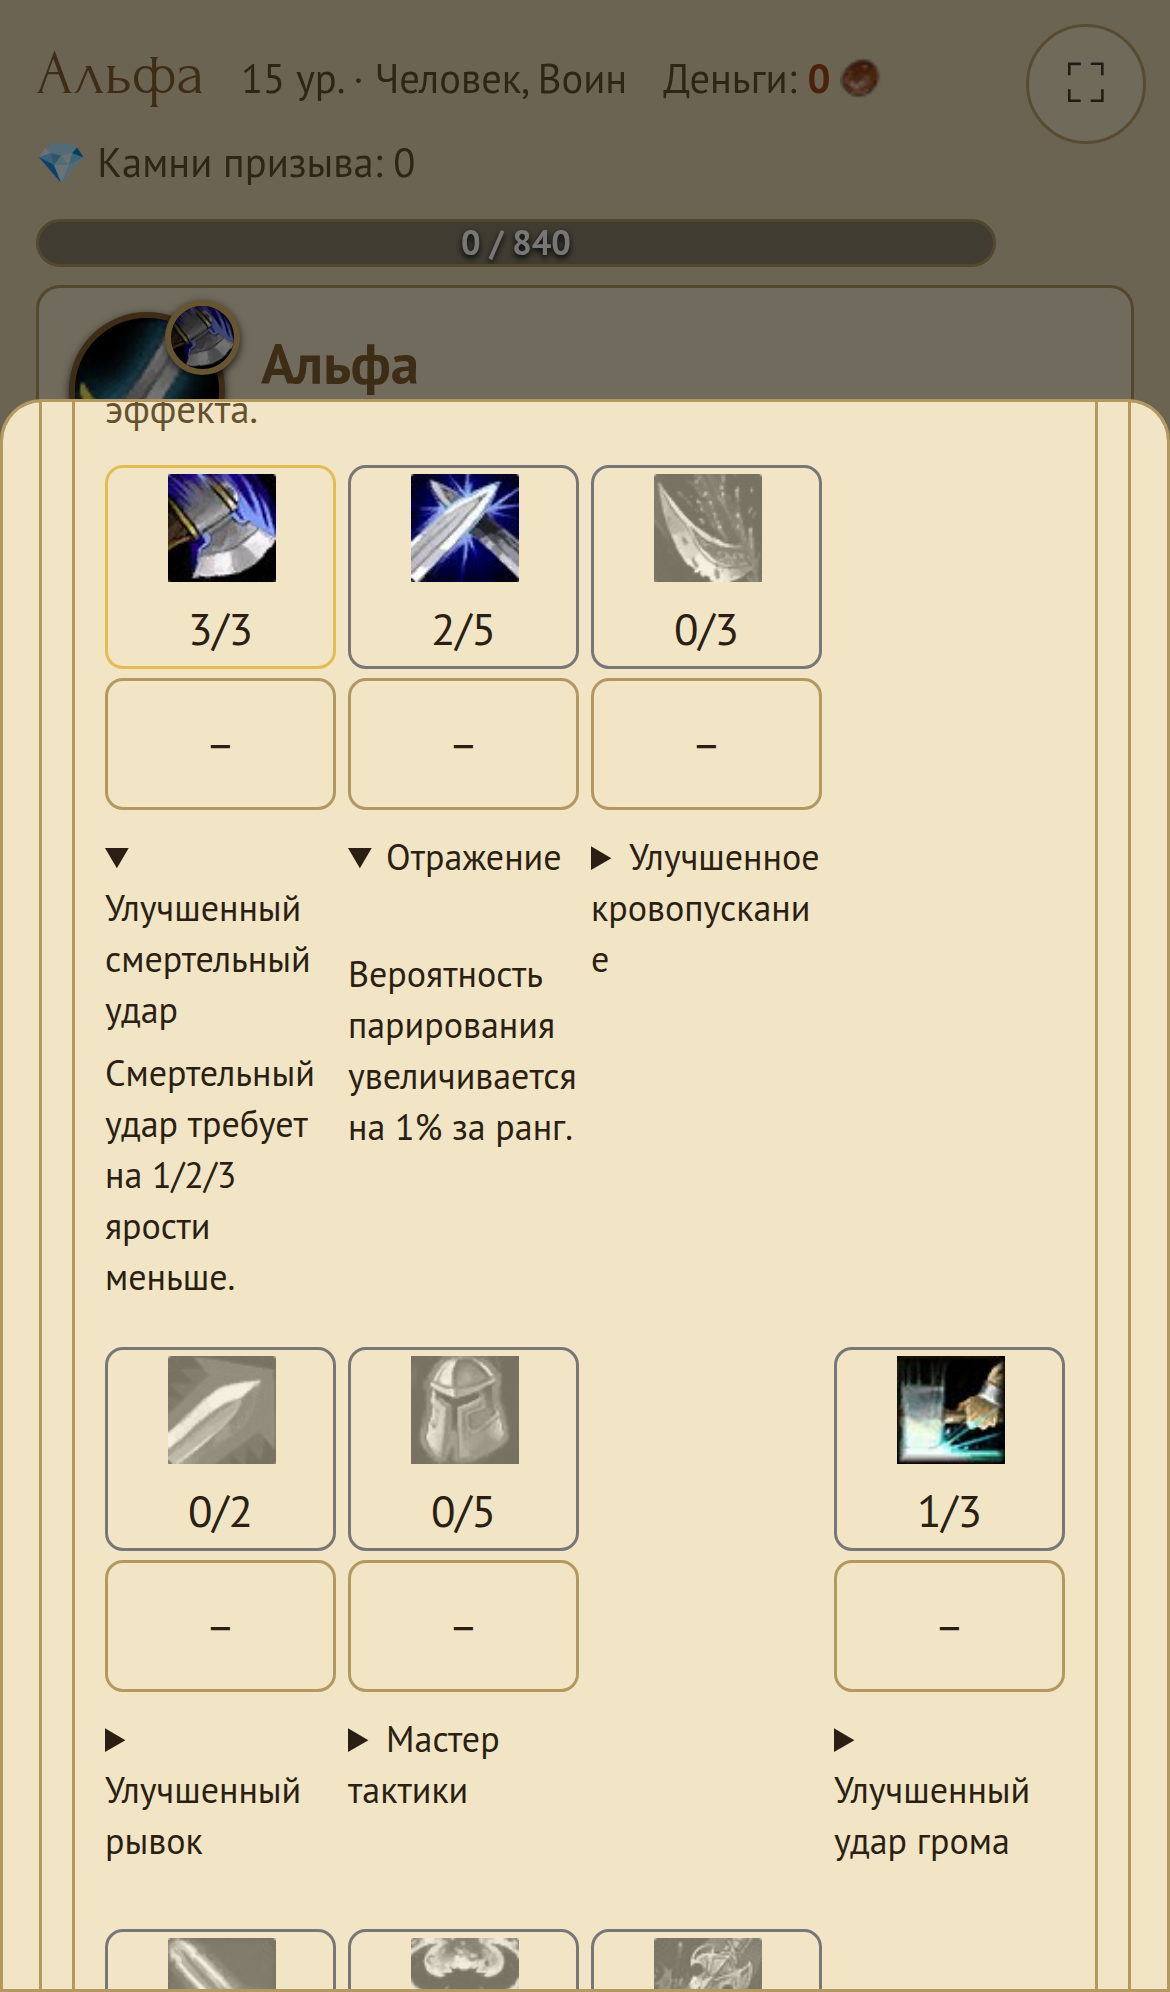 Альфа 15 ур. · Человек, Воин Деньги: 0
Камни призыва: 0
0 / 840
Альфа
эффекта.
3/3 2/5 0/3
– – –
▼ Улучшенный смертельный удар
Смертельный
удар требует
на 1/2/3
ярости
меньше.
▼ Отражение
Вероятность
парирования
увеличивается
на 1% за ранг.
▶ Улучшенное
кровопускани
е
0/2 0/5 1/3
– – –
▶
Улучшенный
рывок
▶ Мастер
тактики
▶
Улучшенный
удар грома